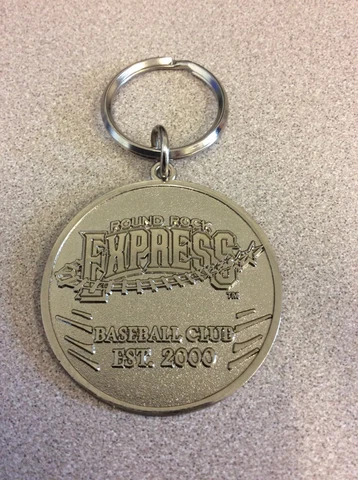 ROUND ROCK
EXPRESS
TM
BASEBALL CLUB
EST. 2000